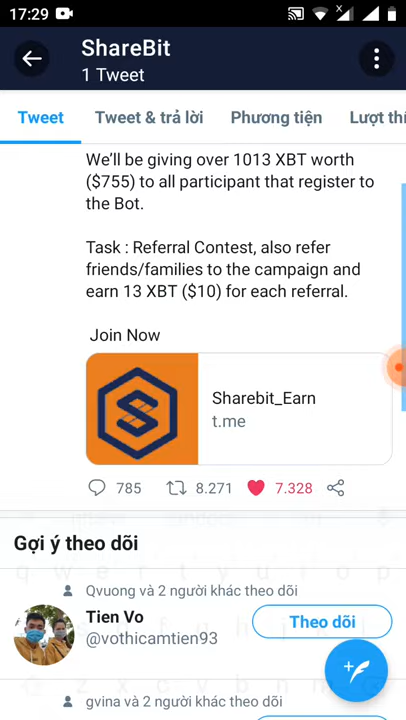 17:29
ShareBit
1 Tweet
Tweet Tweet & trả lời Phương tiện Lượt thí
We'll be giving over 1013 XBT worth
($755) to all participant that register to
the Bot.
Task : Referral Contest, also refer
friends/families to the campaign and
earn 13 XBT ($10) for each referral.
Join Now
Sharebit_Earn
t.me
785 8.271 7.328
Gợi ý theo dõi
Qvuong và 2 người khác theo dõi
Tien Vo
@vothicamtien93
Theo dõi
gvina và 2 người khác theo dõi